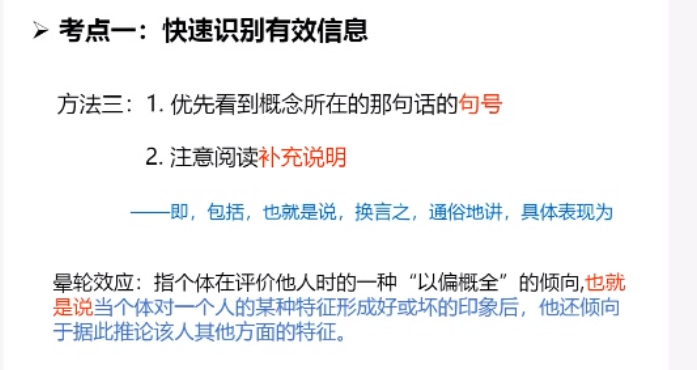 ➢ 考点一：快速识别有效信息
方法三：1. 优先看到概念所在的那句话的句号
2. 注意阅读补充说明
——即，包括，也就是说，换言之，通俗地讲，具体表现为
晕轮效应：指个体在评价他人时的一种“以偏概全”的倾向,也就
是说当个体对一个人的某种特征形成好或坏的印象后，他还倾向
于据此推论该人其他方面的特征。